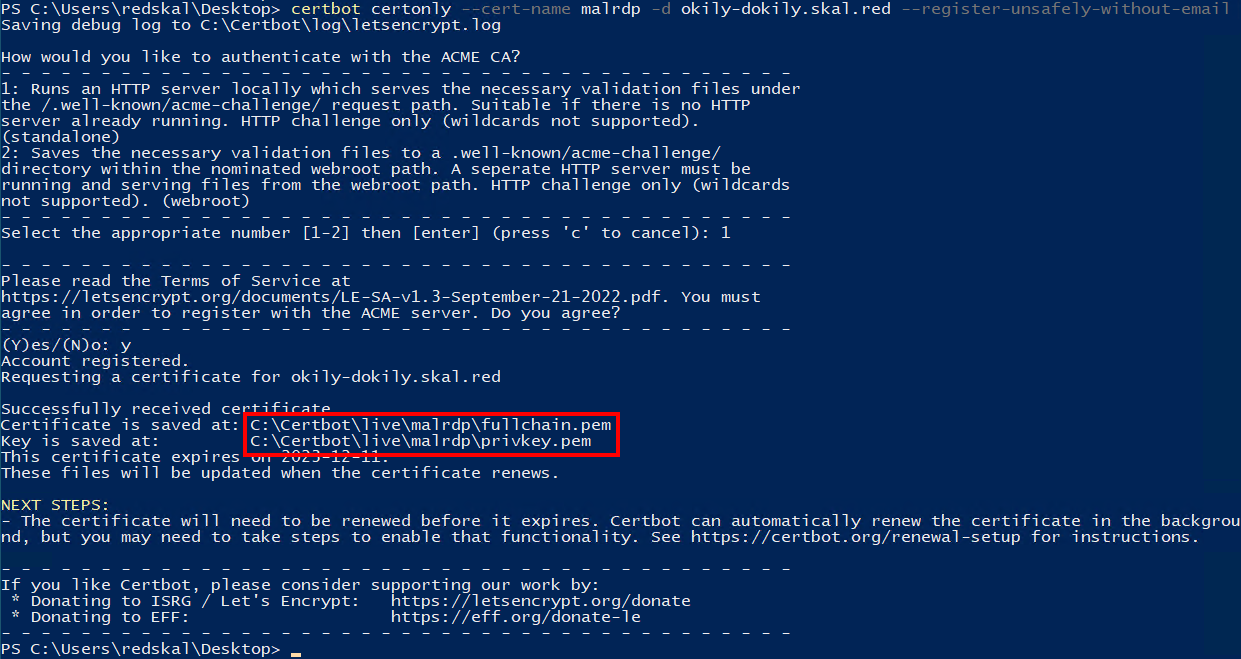 PS C:\Users\redskal\Desktop> certbot certonly --cert-name malrdp -d okily-dokily.skal.red --register-unsafely-without-email
Saving debug log to C:\Certbot\log\letsencrypt.log
How would you like to authenticate with the ACME CA?
- - - - - - - - - - - - - - - - - - - - - - - - - - - - - - - - - - - - - - - -
1: Runs an HTTP server locally which serves the necessary validation files under
the /.well-known/acme-challenge/ request path. Suitable if there is no HTTP
server already running. HTTP challenge only (wildcards not supported).
(standalone)
2: Saves the necessary validation files to a .well-known/acme-challenge/
directory within the nominated webroot path. A seperate HTTP server must be
running and serving files from the webroot path. HTTP challenge only (wildcards
not supported). (webroot)
- - - - - - - - - - - - - - - - - - - - - - - - - - - - - - - - - - - - - - - -
Select the appropriate number [1-2] then [enter] (press 'c' to cancel): 1
- - - - - - - - - - - - - - - - - - - - - - - - - - - - - - - - - - - - - - - -
Please read the Terms of Service at
https://letsencrypt.org/documents/LE-SA-v1.3-September-21-2022.pdf. You must
agree in order to register with the ACME server. Do you agree?
- - - - - - - - - - - - - - - - - - - - - - - - - - - - - - - - - - - - - - - -
(Y)es/(N)o: y
Account registered.
Requesting a certificate for okily-dokily.skal.red
Successfully received certificate.
Certificate is saved at: C:\Certbot\live\malrdp\fullchain.pem
Key is saved at:         C:\Certbot\live\malrdp\privkey.pem
This certificate expires on 2023-12-11.
These files will be updated when the certificate renews.
NEXT STEPS:
- The certificate will need to be renewed before it expires. Certbot can automatically renew the certificate in the backgrou
nd, but you may need to take steps to enable that functionality. See https://certbot.org/renewal-setup for instructions.
- - - - - - - - - - - - - - - - - - - - - - - - - - - - - - - - - - - - - - - -
If you like Certbot, please consider supporting our work by:
 * Donating to ISRG / Let's Encrypt:   https://letsencrypt.org/donate
 * Donating to EFF:                    https://eff.org/donate-le
- - - - - - - - - - - - - - - - - - - - - - - - - - - - - - - - - - - - - - - -
PS C:\Users\redskal\Desktop> _